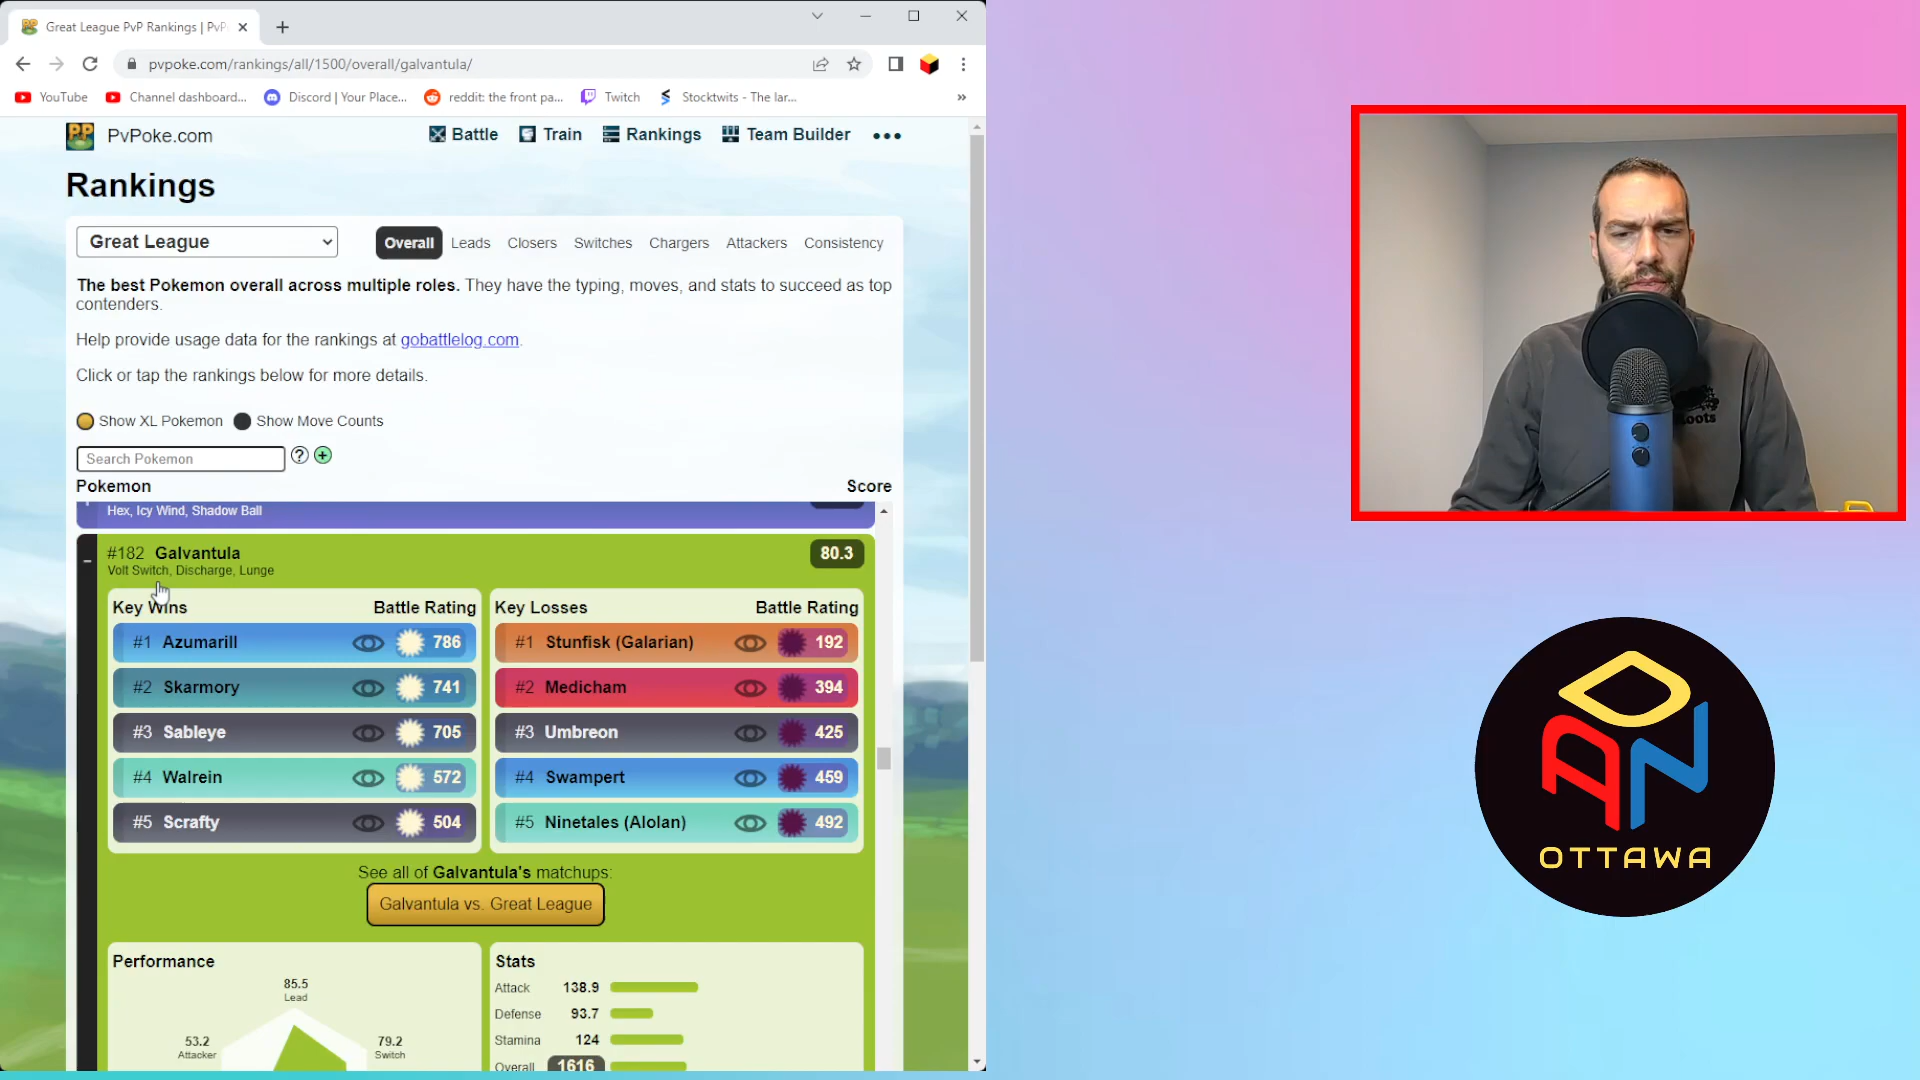 Great League PvP Rankings | PvP
pvpoke.com/rankings/all/1500/overall/galvantula/
YouTube
Channel dashboard...
Discord | Your Place...
reddit: the front pa...
Twitch
Stocktwits - The lar...
»
PvPoke.com
Battle
Train
Rankings
Team Builder
Rankings
Great League
Overall
Leads
Closers
Switches
Chargers
Attackers
Consistency
The best Pokemon overall across multiple roles. They have the typing, moves, and stats to succeed as top
contenders.
Help provide usage data for the rankings at gobattlelog.com.
Click or tap the rankings below for more details.
Show XL Pokemon
Show Move Counts
Search Pokemon
?
+
Pokemon
Score
Hex, Icy Wind, Shadow Ball
#182 Galvantula
80.3
Volt Switch, Discharge, Lunge
Key Wins
Battle Rating
#1 Azumarill 786
#2 Skarmory 741
#3 Sableye 705
#4 Walrein 572
#5 Scrafty 504
Key Losses
Battle Rating
#1 Stunfisk (Galarian) 192
#2 Medicham 394
#3 Umbreon 425
#4 Swampert 459
#5 Ninetales (Alolan) 492
See all of Galvantula's matchups:
Galvantula vs. Great League
Performance
85.5
Lead
53.2
Attacker
79.2
Switch
Stats
Attack 138.9
Defense 93.7
Stamina 124
Overall 1616
Roots
DAN
OTTAWA